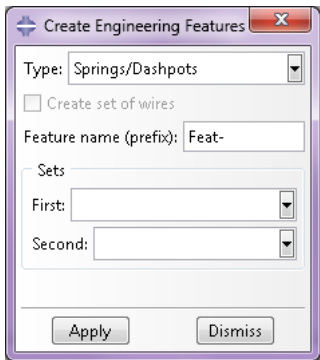 Create Engineering Features
Type: Springs/Dashpots
Create set of wires
Feature name (prefix): Feat-
Sets
First:
Second:
Apply Dismiss